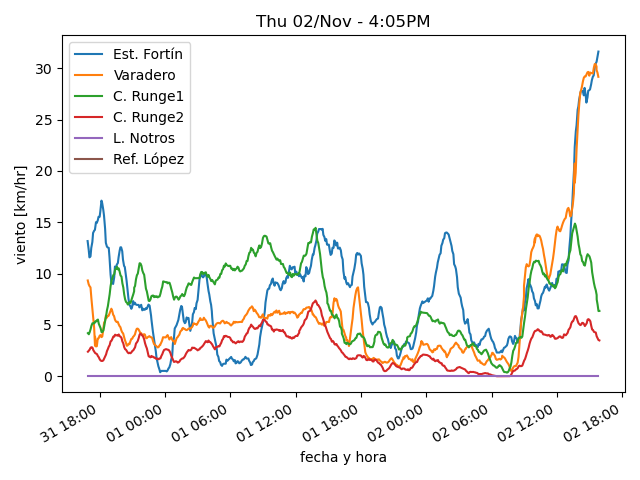 Thu 02/Nov - 4:05PM
Est. Fortín
Varadero
C. Runge1
C. Runge2
L. Notros
Ref. López
viento [km/hr]
30
25
20
15
10
5
0
31 18:00
01 00:00
01 06:00
01 12:00
01 18:00
02 00:00
02 06:00
02 12:00
02 18:00
fecha y hora